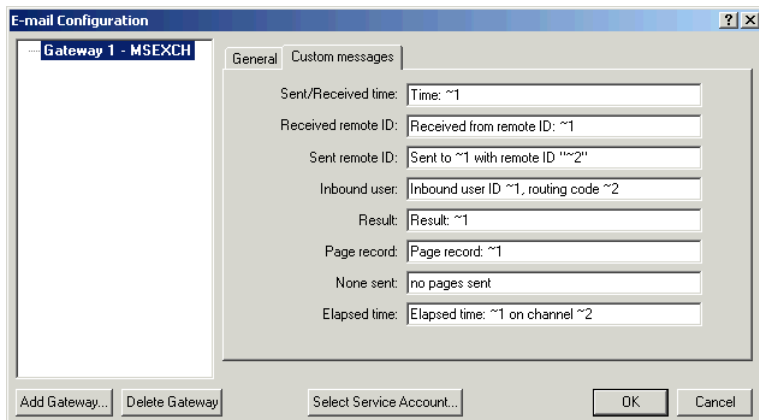 E-mail Configuration
Gateway 1 - MSEXCH
General Custom messages
Sent/Received time: Time: ~1
Received remote ID: Received from remote ID: ~1
Sent remote ID: Sent to ~1 with remote ID "~2"
Inbound user: Inbound user ID ~1, routing code ~2
Result: Result: ~1
Page record: Page record: ~1
None sent: no pages sent
Elapsed time: Elapsed time: ~1 on channel ~2
Add Gateway... Delete Gateway Select Service Account... OK Cancel